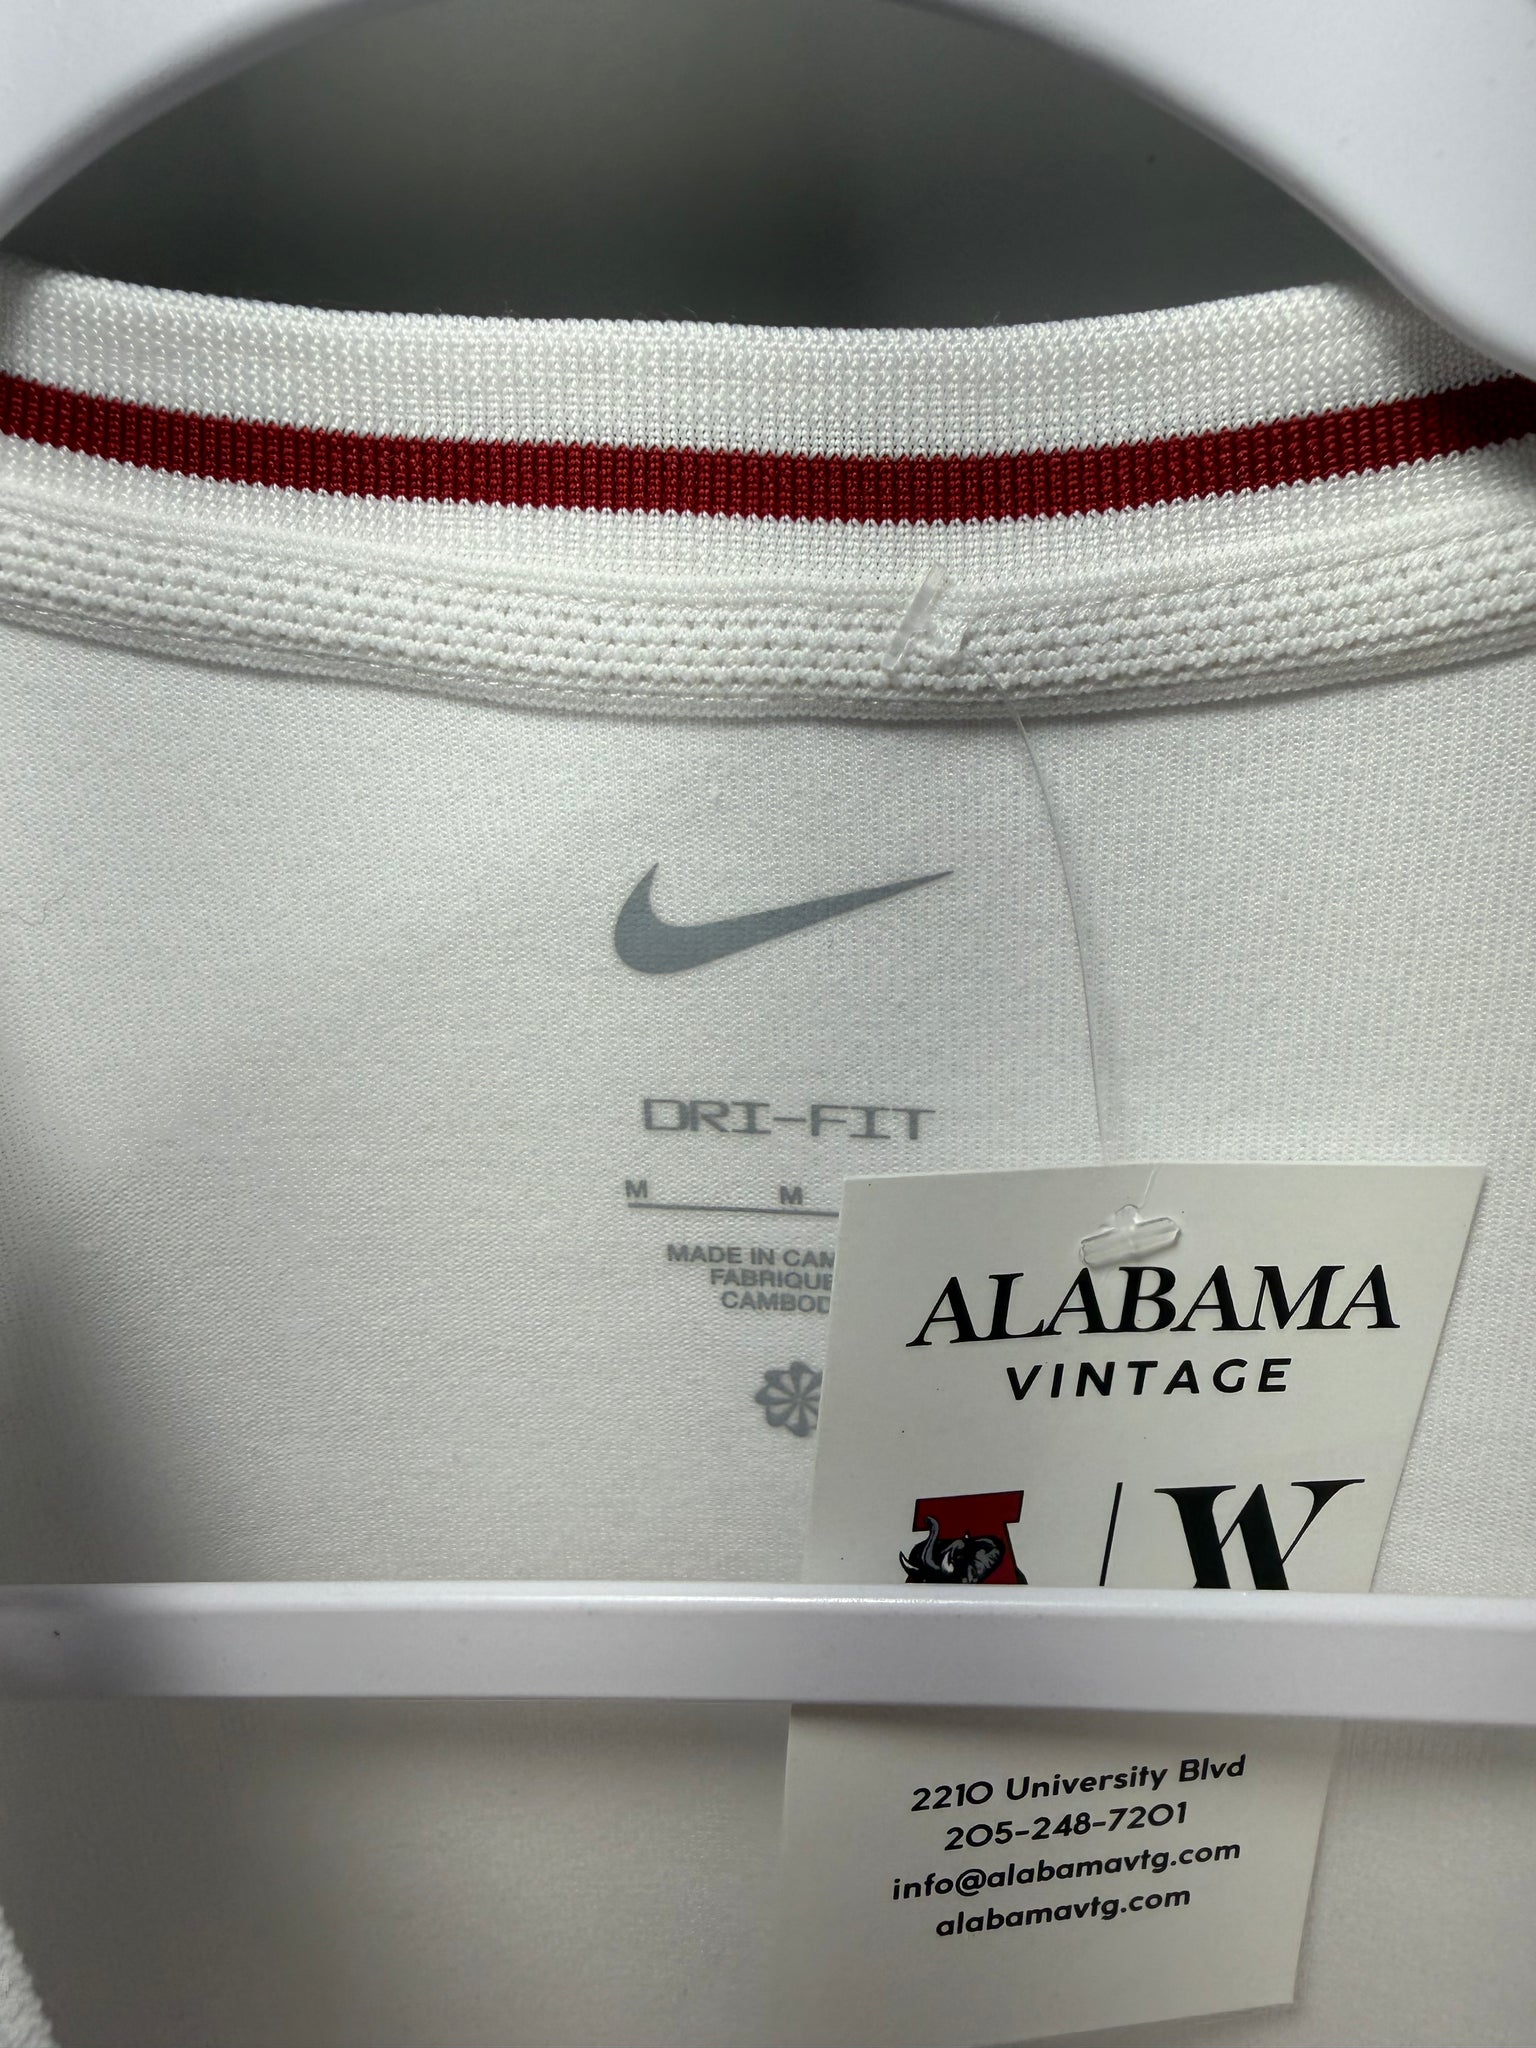 DRI-FIT
M M
MADE IN CAM
FABRIQUE
CAMBOD
ALABAMA
VINTAGE
A | W
2210 University Blvd
205-248-7201
info@alabamavtg.com
alabamavtg.com